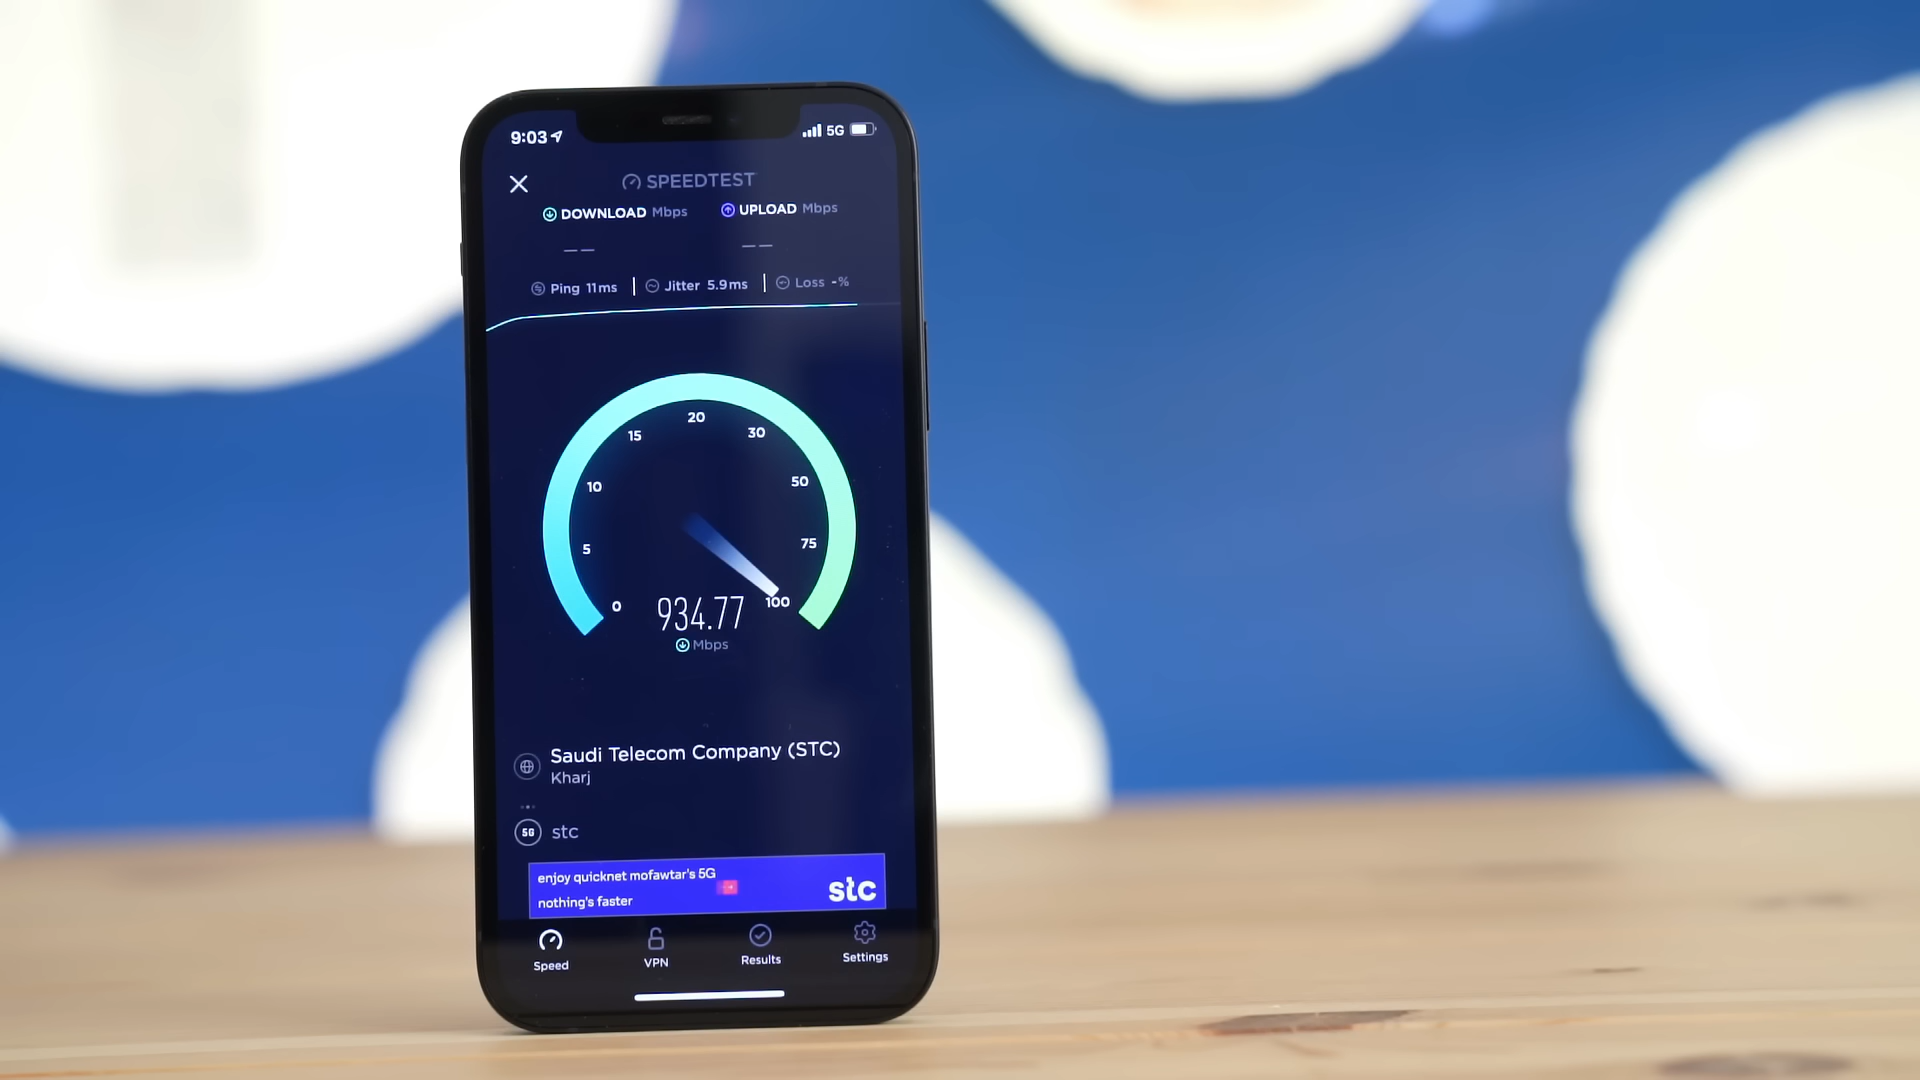 9:03 5G
SPEEDTEST
DOWNLOAD Mbps UPLOAD Mbps
— — — —
Ping 11ms Jitter 5.9ms Loss -%
20
15 30
10 50
5 75
0 100
934.77
Mbps
Saudi Telecom Company (STC)
Kharj
5G stc
enjoy quicknet mofawtar's 5G
nothing's faster
stc
Speed VPN Results Settings